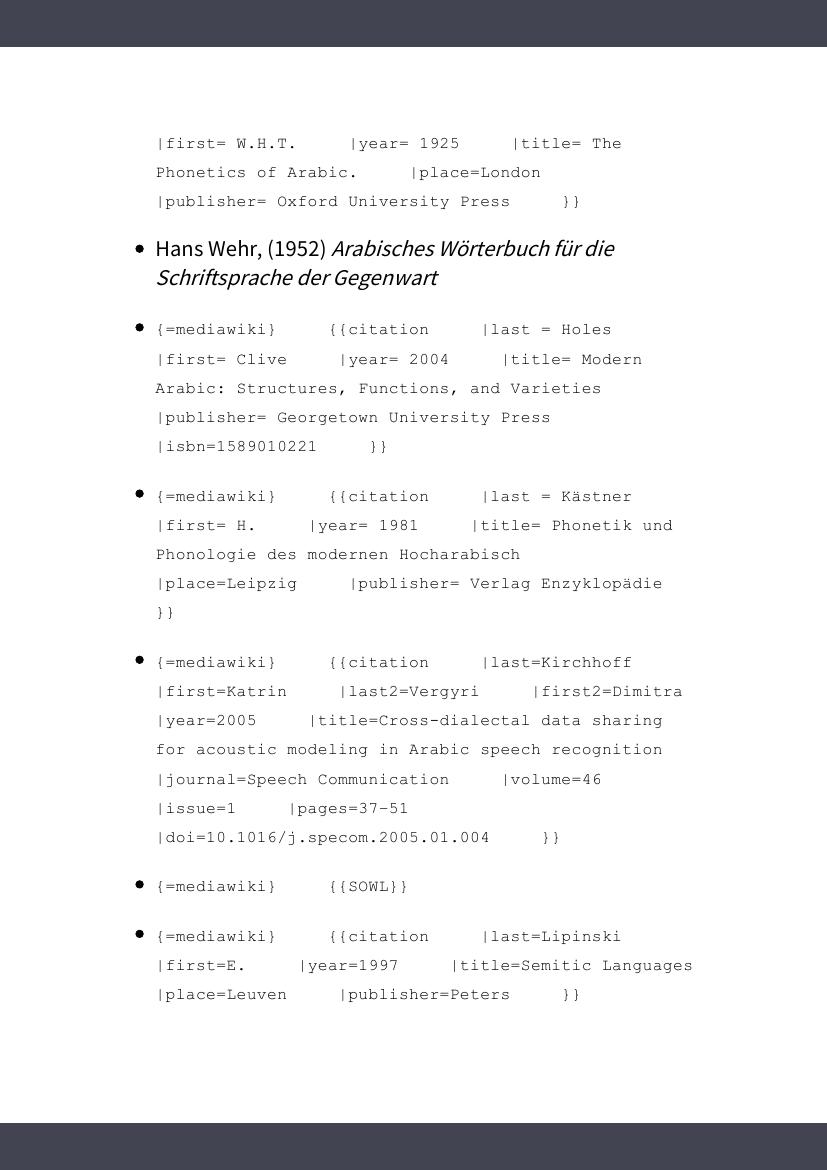 |first= W.H.T. |year= 1925 |title= The
Phonetics of Arabic. |place=London
|publisher= Oxford University Press }}
• Hans Wehr, (1952) Arabisches Wörterbuch für die
Schriftsprache der Gegenwart
• {=mediawiki} {{citation |last = Holes
|first= Clive |year= 2004 |title= Modern
Arabic: Structures, Functions, and Varieties
|publisher= Georgetown University Press
|isbn=1589010221 }}
• {=mediawiki} {{citation |last = Kästner
|first= H. |year= 1981 |title= Phonetik und
Phonologie des modernen Hocharabisch
|place=Leipzig |publisher= Verlag Enzyklopädie
}}
• {=mediawiki} {{citation |last=Kirchhoff
|first=Katrin |last2=Vergyri |first2=Dimitra
|year=2005 |title=Cross-dialectal data sharing
for acoustic modeling in Arabic speech recognition
|journal=Speech Communication |volume=46
|issue=1 |pages=37–51
|doi=10.1016/j.specom.2005.01.004 }}
• {=mediawiki} {{SOWL}}
• {=mediawiki} {{citation |last=Lipinski
|first=E. |year=1997 |title=Semitic Languages
|place=Leuven |publisher=Peters }}